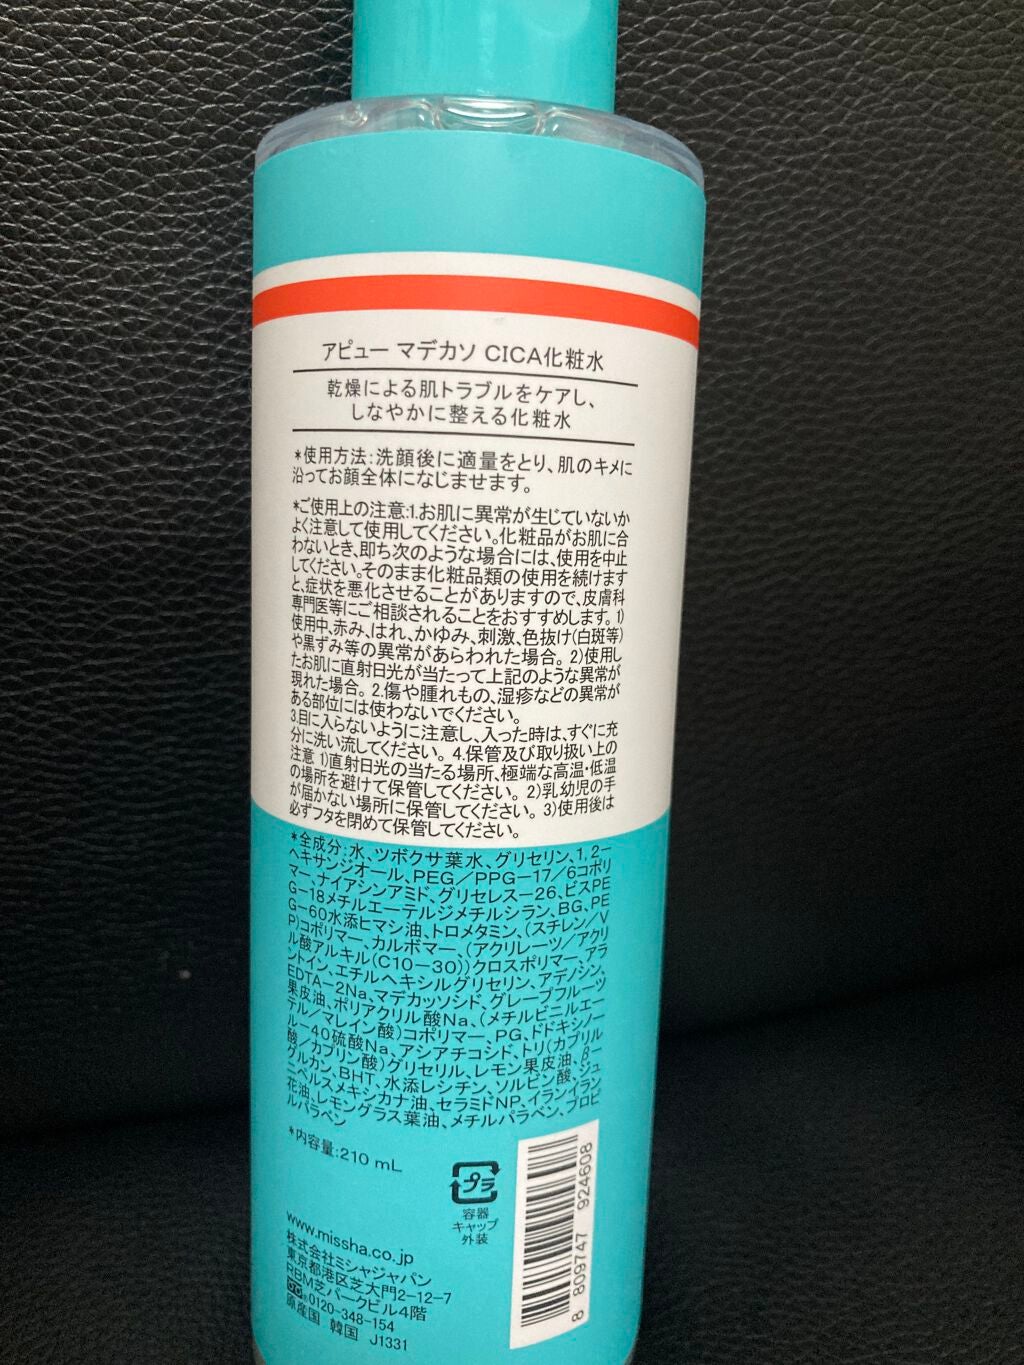 アピュー マデカソ CICA化粧水
乾燥による肌トラブルをケアし、
しなやかに整える化粧水
*使用方法:洗顔後に適量をとり、肌のキメに
沿ってお顔全体になじませます。
*ご使用上の注意:1.お肌に異常が生じていないか
よく注意して使用してください。化粧品がお肌に合
わないとき、即ち次のような場合には、使用を中止
してください。そのまま化粧品類の使用を続けます
と、症状を悪化させることがありますので、皮膚科
専門医等にご相談されることをおすすめします。1)
使用中、赤み、はれ、かゆみ、刺激、色抜け(白斑等)
や黒ずみ等の異常があらわれた場合。2)使用し
たお肌に直射日光が当たって上記のような異常が
現れた場合。2.傷や腫れもの、湿疹などの異常が
ある部位には使わないでください。
3.目に入らないように注意し、入った時は、すぐに充
分に洗い流してください。4.保管及び取り扱い上の
注意 1)直射日光の当たる場所、極端な高温・低温
の場所を避けて保管してください。2)乳幼児の手
が届かない場所に保管してください。3)使用後は
必ずフタを閉めて保管してください。
*全成分:水、ツボクサ葉水、グリセリン、1,2-
ヘキサンジオール、PEG/PPG-17/6コポリ
マー、ナイアシンアミド、グリセレス-26、ビスPE
G-18メチルエーテルジメチルシラン、BG、PE
G-60水添ヒマシ油、トロメタミン、(スチレン/V
P)コポリマー、カルボマー、(アクリレーツ/アクリ
ル酸アルキル(C10-30))クロスポリマー、アラ
ントイン、エチルヘキシルグリセリン、アデノシン、
EDTA-2Na、マデカッソシド、グレープフルーツ
果皮油、ポリアクリル酸Na、(メチルビニルエー
テル/マレイン酸)コポリマー、PG、ドデキシノー
ル-40硫酸Na、アシアチコシド、トリ(カプリル
酸/カプリン酸)グリセリル、レモン果皮油、β-
グルカン、BHT、水添レシチン、ソルビン酸、ジュ
ニペルスメキシカナ油、セラミドNP、イランイラン
花油、レモングラス葉油、メチルパラベン、プロピ
ルパラベン
*内容量:210 mL
プラ
容器
キャップ
外装
www.missha.co.jp
株式会社ミシャジャパン
東京都港区芝大門2-12-7
RBM芝パークビル4階
0120-348-154
原産国 韓国 J1331
8 809747 924608